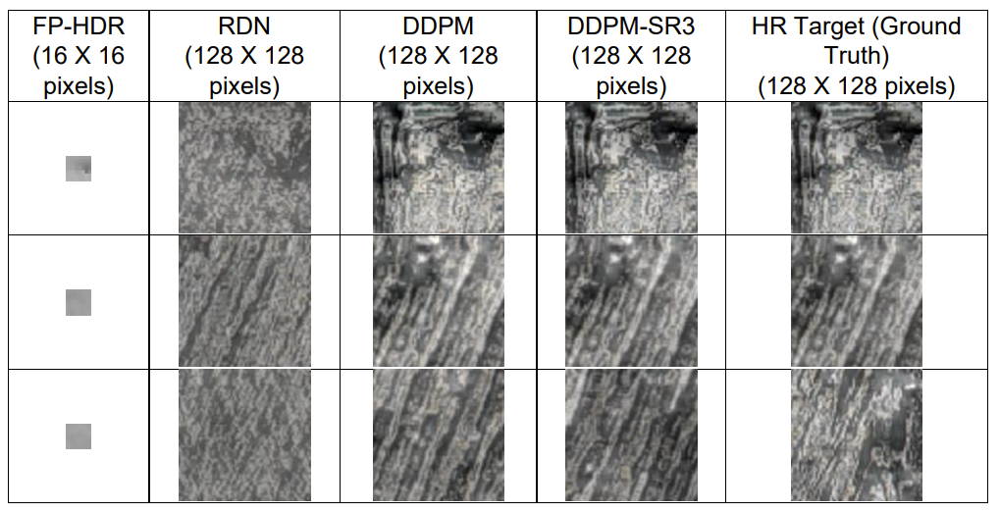 FP-HDR
(16 X 16
pixels)
RDN
(128 X 128
pixels)
DDPM
(128 X 128
pixels)
DDPM-SR3
(128 X 128
pixels)
HR Target (Ground
Truth)
(128 X 128 pixels)